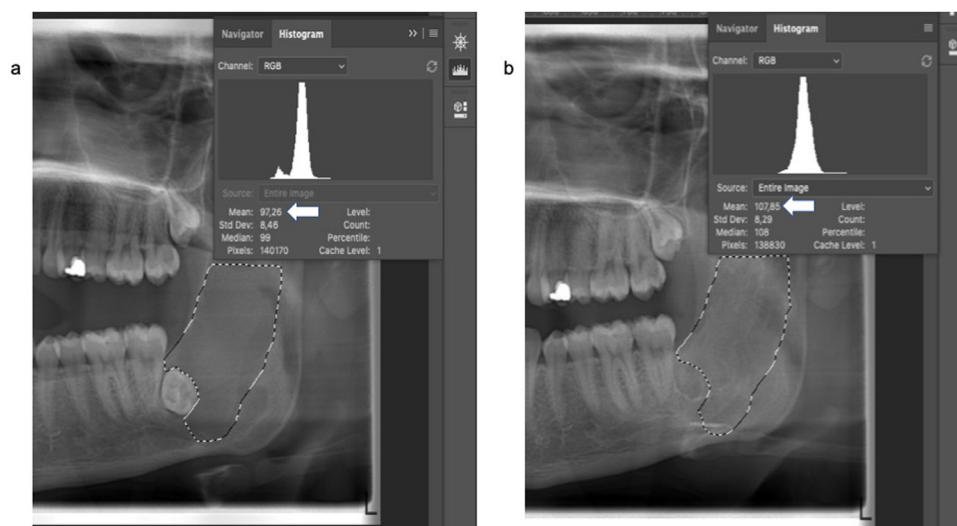 a
Navigator Histogram
Channel: RGB
Source: Entire Image
Mean: 97,26 Level:
Std Dev: 8,46 Count:
Median: 99 Percentile:
Pixels: 140170 Cache Level: 1
L
b
Navigator Histogram
Channel: RGB
Source: Entire Image
Mean: 107,85 Level:
Std Dev: 8,29 Count:
Median: 108 Percentile:
Pixels: 138830 Cache Level: 1
L